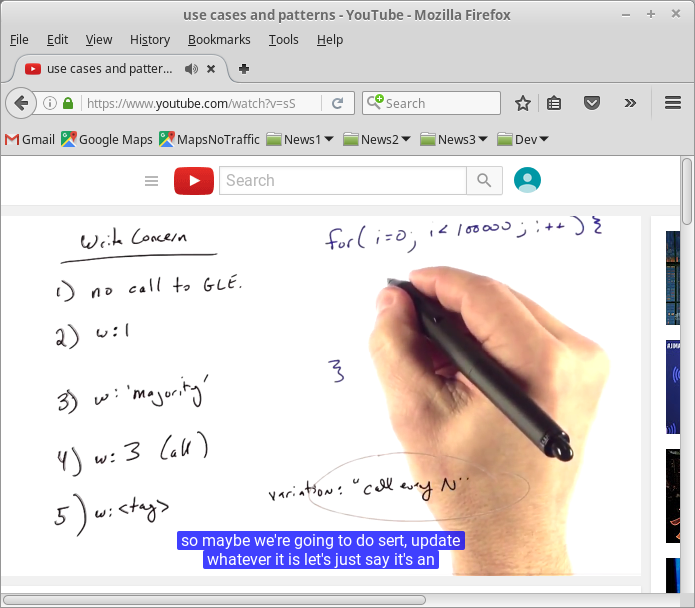 use cases and patterns - YouTube - Mozilla Firefox
File Edit View History Bookmarks Tools Help
use cases and patter...
https://www.youtube.com/watch?v=sS
Search
Gmail Google Maps MapsNoTraffic News1 News2 News3 Dev
Search
Write Concern
for( i=0; i<100000; i++ ) {
1) no call to GLE.
2) w:1
3) w:'majority'
}
4) w: 3 (all)
variation: "call every N"
5) w:<tag>
so maybe we're going to do sert, update
whatever it is let's just say it's an